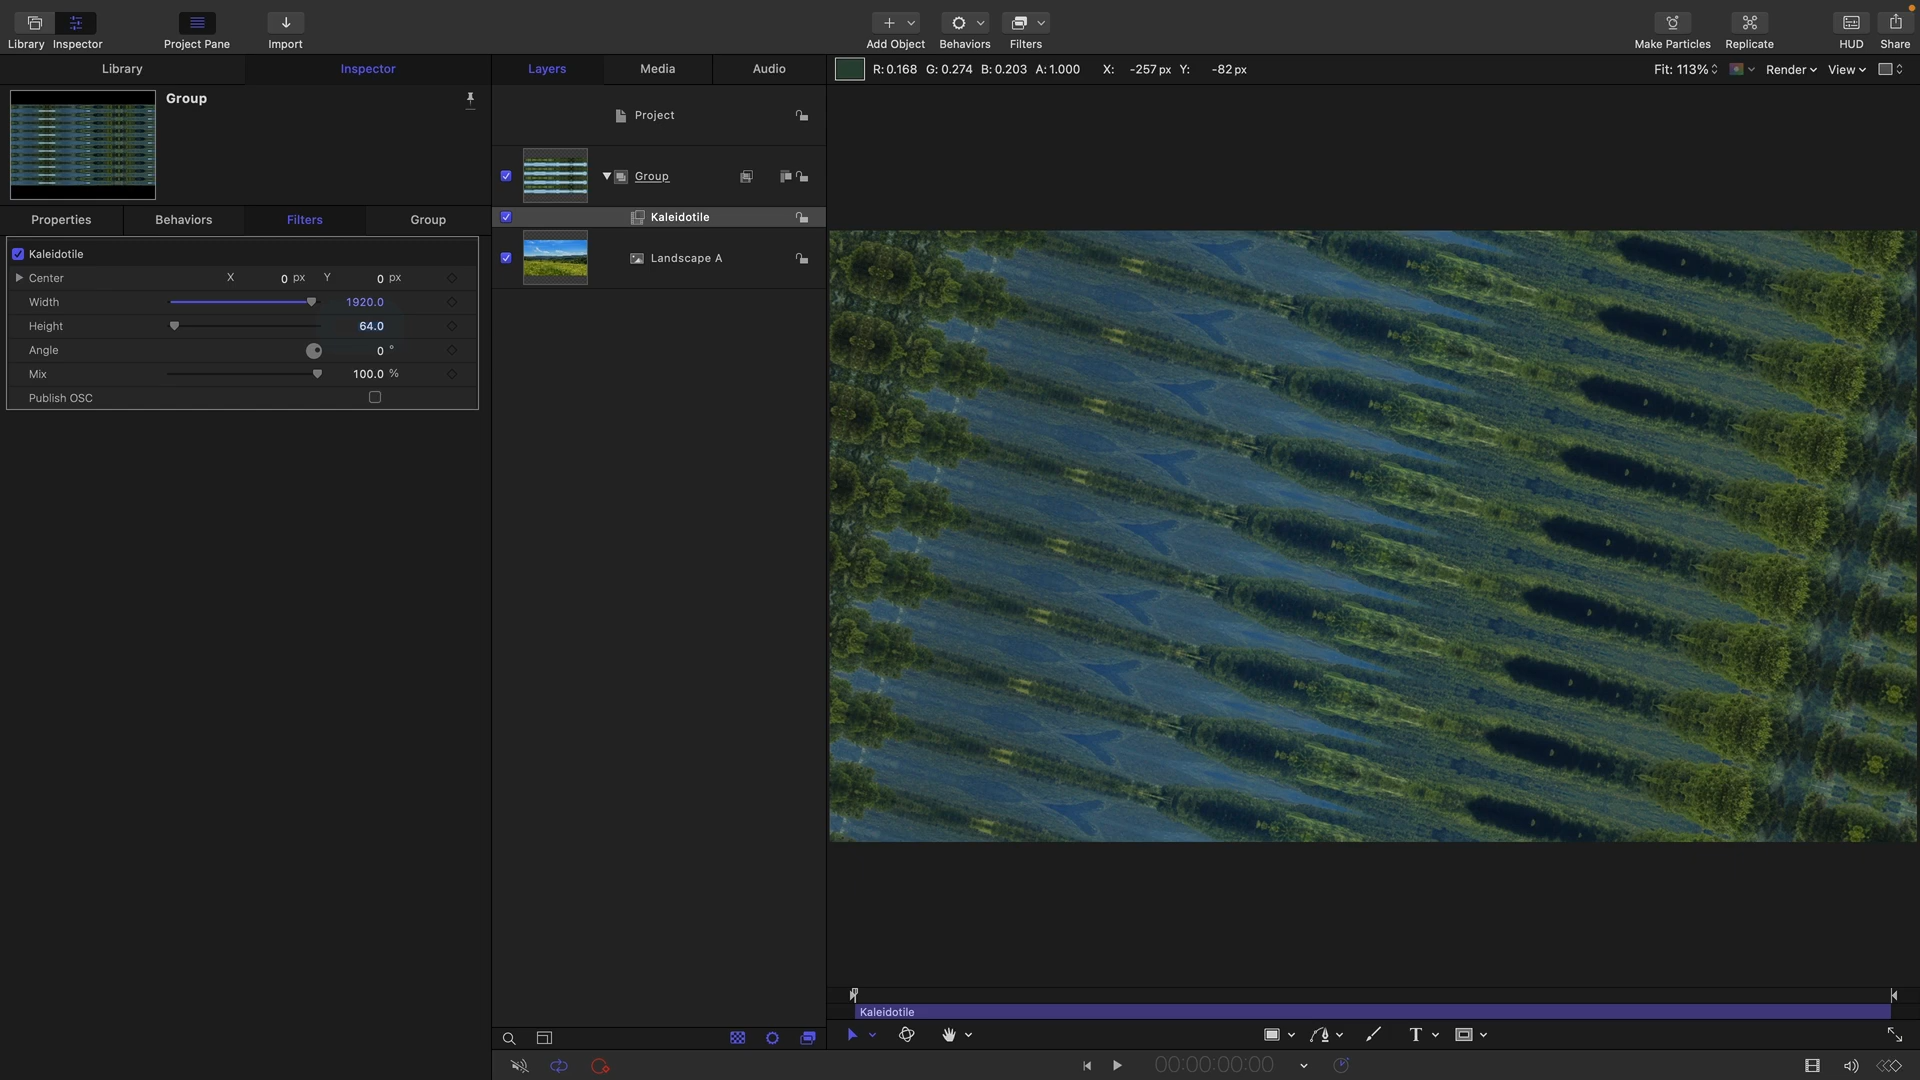 Library Inspector Project Pane Import Add Object Behaviors Filters Make Particles Replicate HUD Share
Library Inspector Layers Media Audio R:0.168 G:0.274 B:0.203 A:1.000 X: -257 px Y: -82 px Fit: 113% Render View
Group
Project
Group
Properties Behaviors Filters Group
Kaleidotile
Kaleidotile
Landscape A
Center X 0 px Y 0 px
Width 1920.0
Height 64.0
Angle 0 °
Mix 100.0 %
Publish OSC
Kaleidotile
T
00:00:00:00